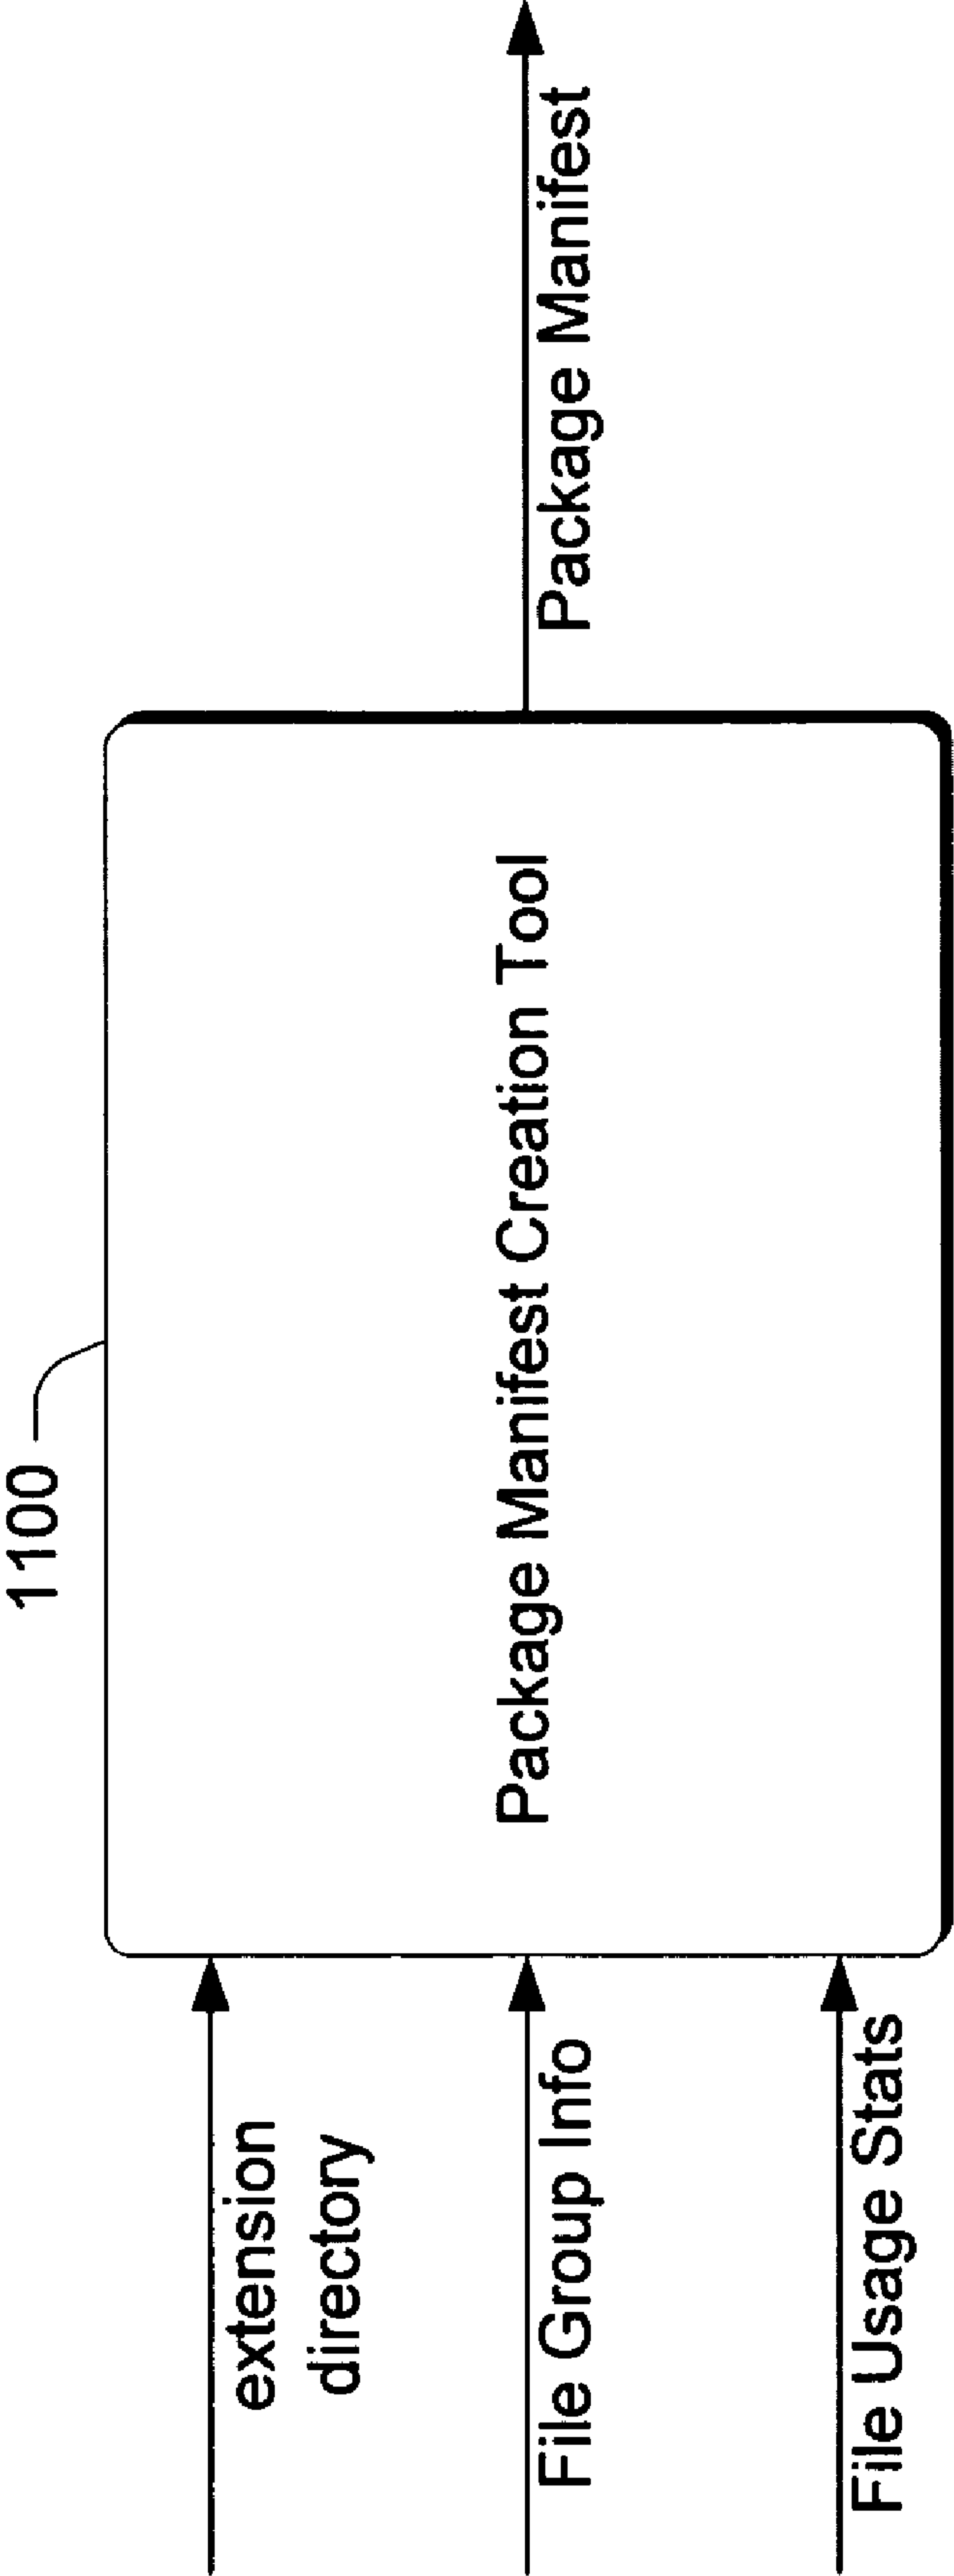 1100
extension
directory
File Group Info
File Usage Stats
Package Manifest Creation Tool
Package Manifest